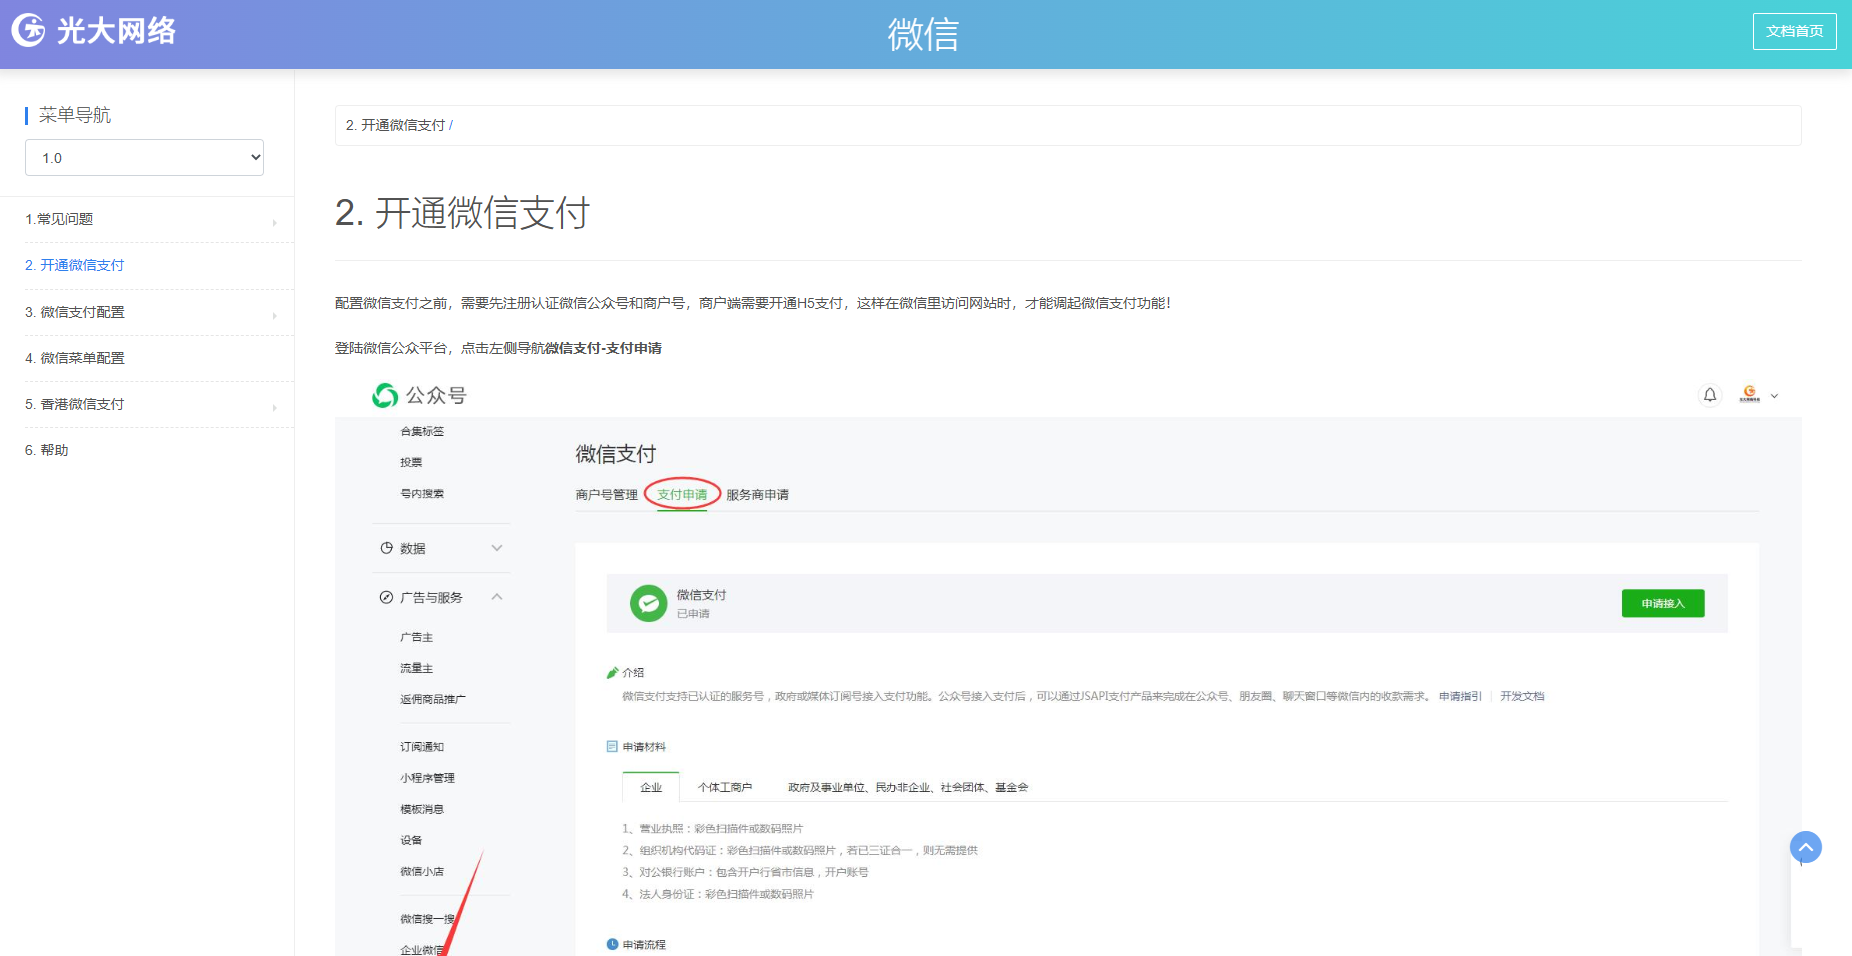 光大网络
微信
文档首页
菜单导航
1.0
1.常见问题
2. 开通微信支付
3. 微信支付配置
4. 微信菜单配置
5. 香港微信支付
6. 帮助
2. 开通微信支付 /
2. 开通微信支付
配置微信支付之前，需要先注册认证微信公众号和商户号，商户端需要开通H5支付，这样在微信里访问网站时，才能调起微信支付功能！
登陆微信公众平台，点击左侧导航微信支付-支付申请
公众号
合集标签
投票
号内搜索
数据
广告与服务
广告主
流量主
返佣商品推广
订阅通知
小程序管理
模板消息
设备
微信小店
微信搜一搜
企业微信
微信支付
商户号管理 支付申请 服务商申请
微信支付
已申请
申请接入
介绍
微信支付支持已认证的服务号，政府或媒体订阅号接入支付功能。公众号接入支付后，可以通过JSAPI支付产品来完成在公众号、朋友圈、聊天窗口等微信内的收款需求。 申请指引 开发文档
申请材料
企业 个体工商户 政府及事业单位、民办非企业、社会团体、基金会
1、营业执照：彩色扫描件或数码照片
2、组织机构代码证：彩色扫描件或数码照片，若已三证合一，则无需提供
3、对公银行账户：包含开户行省市信息，开户账号
4、法人身份证：彩色扫描件或数码照片
申请流程